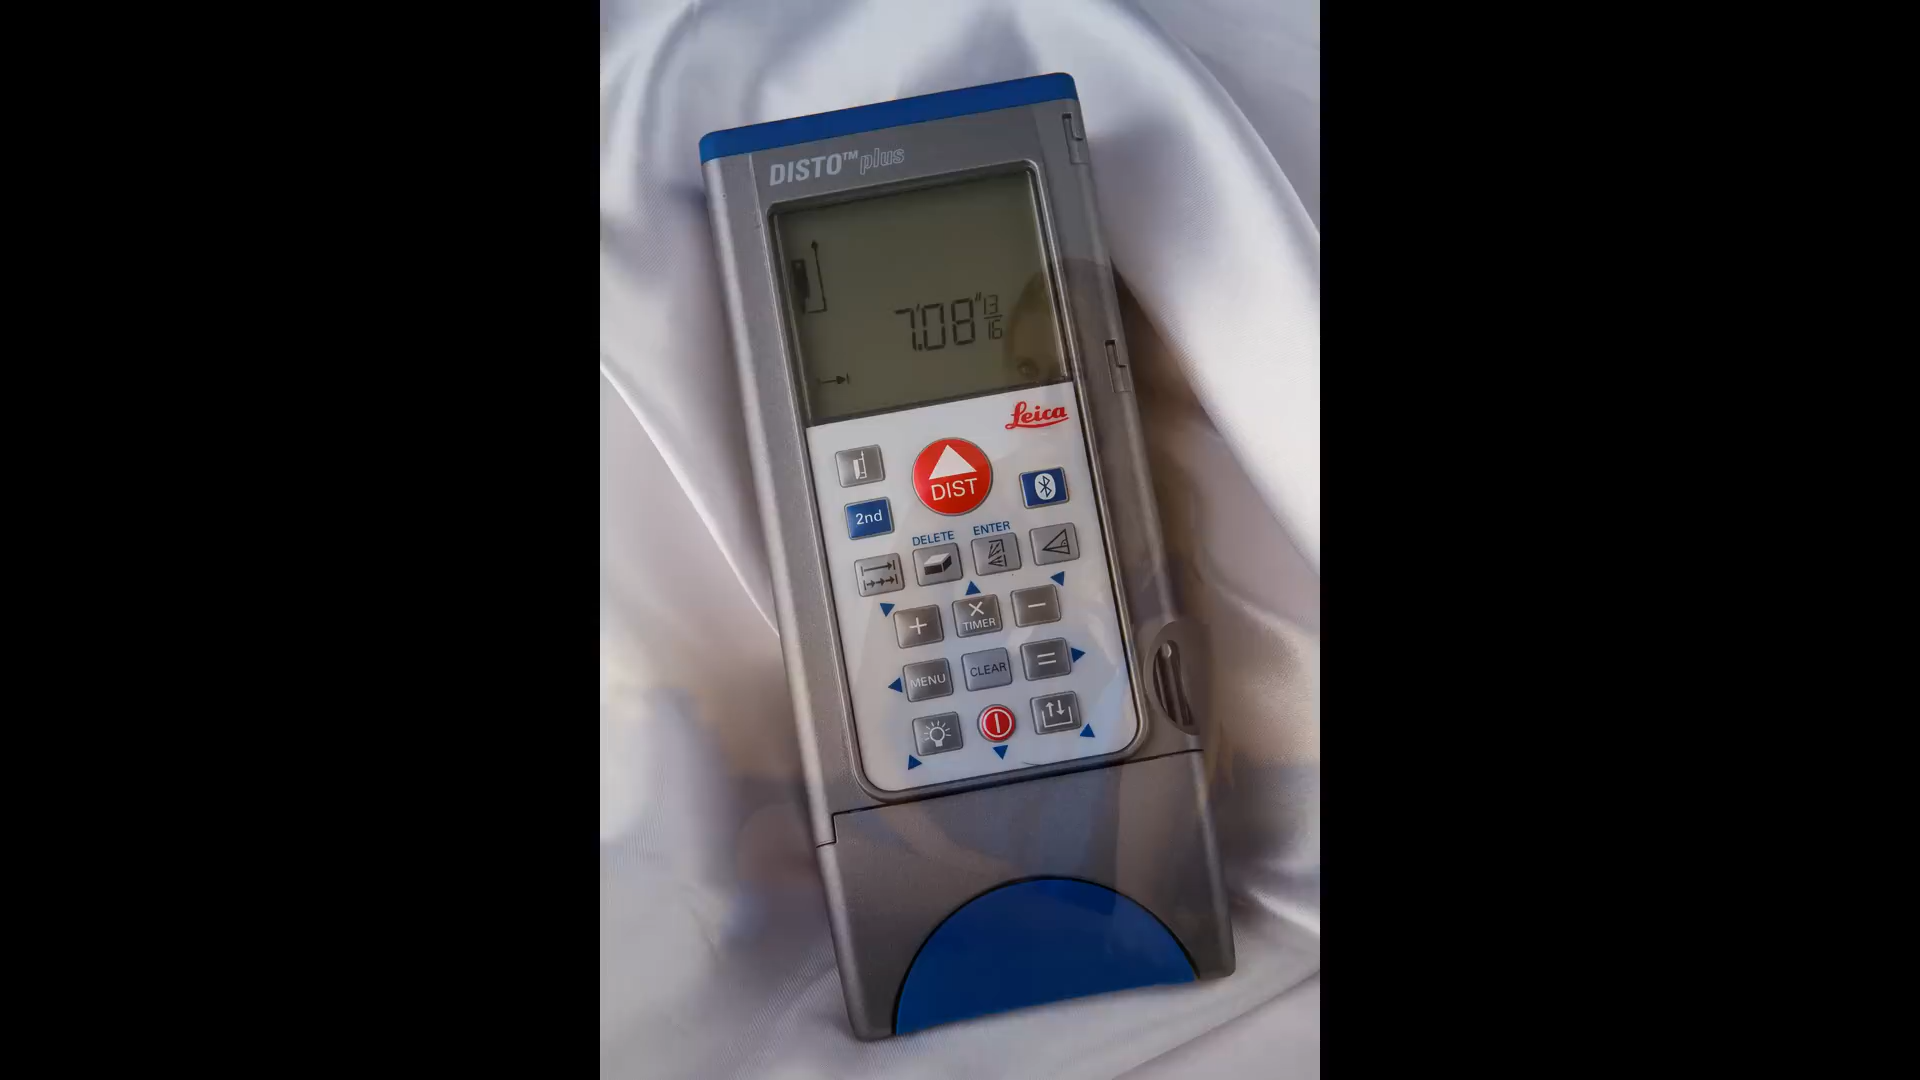 DISTO™ plus
7'08" 13/16
Leica
DIST
2nd
DELETE ENTER
+ × −
TIMER
MENU CLEAR =